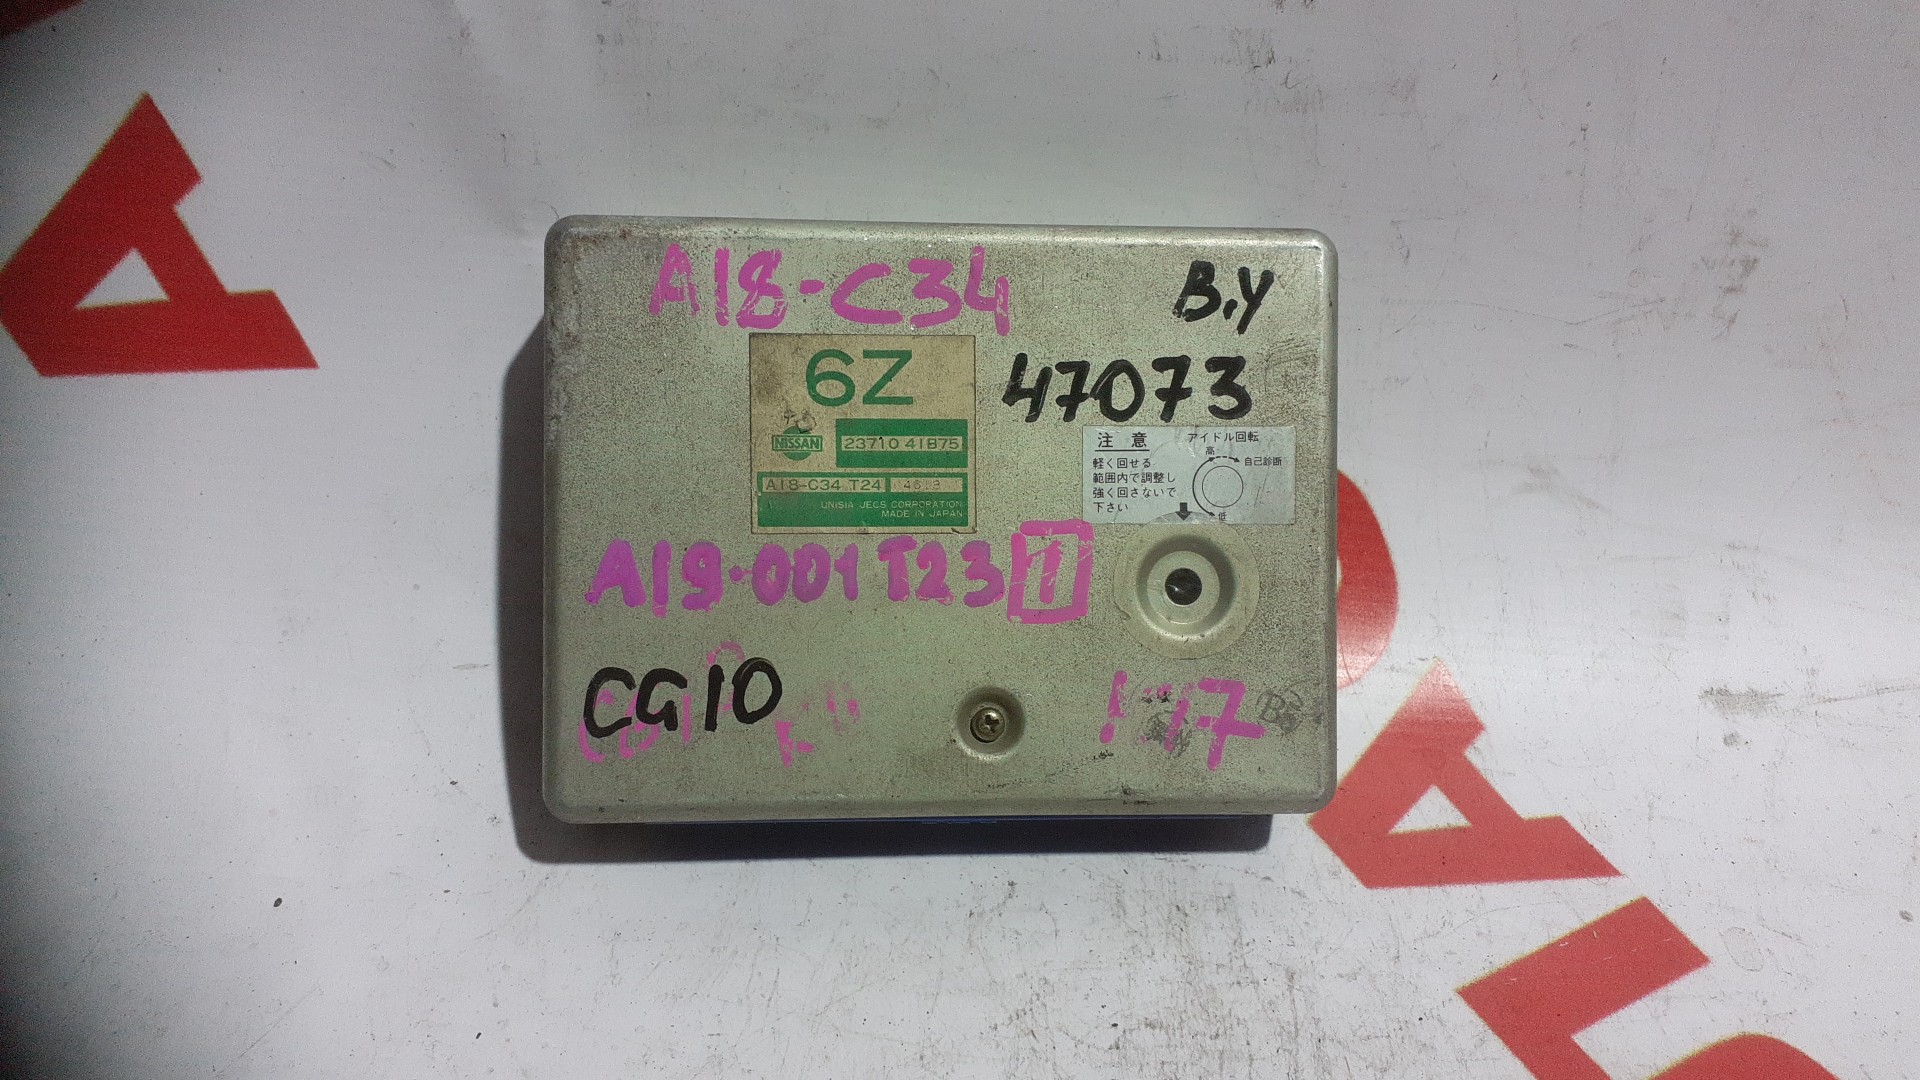 A18-C34
B.Y
6Z
47073
NISSAN
23710 41B75
A18-C34 T24 4618
UNISIA JECS CORPORATION
MADE IN JAPAN
注意
アイドル回転
高
自己診断
軽く回せる
範囲内で調整し
強く回さないで
下さい
低
A19-001 T23 1
CG10